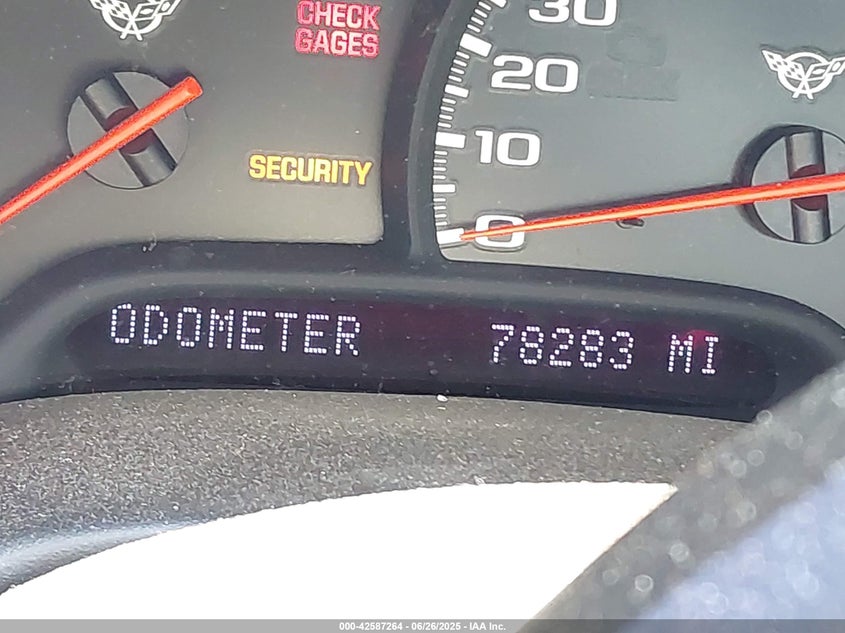 CHECK
GAGES
30
20
10
SECURITY
0
ODOMETER 78283 MI
000-42587264 - 06/26/2025 - IAA Inc.